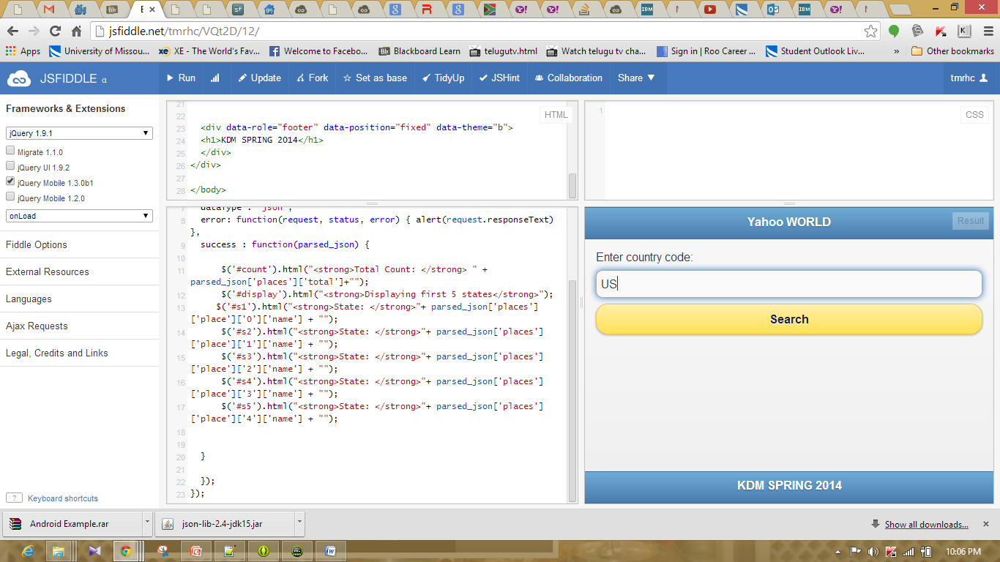 E
sf
8
8
IBM
IBM
jsfiddle.net/tmrhc/VQt2D/12/
Apps
University of Missou...
XE - The World's Fav...
Welcome to Facebo...
Bb
Blackboard Learn
telugutv.html
Watch telugu tv cha...
Sign in | Roo Career ...
Student Outlook Liv...
»
Other bookmarks
JSFIDDLE α
Run
Update
Fork
Set as base
TidyUp
JSHint
Collaboration
Share
tmrhc
Frameworks & Extensions
jQuery 1.9.1
Migrate 1.1.0
jQuery UI 1.9.2
jQuery Mobile 1.3.0b1
jQuery Mobile 1.2.0
onLoad
Fiddle Options
External Resources
Languages
Ajax Requests
Legal, Credits and Links
? Keyboard shortcuts
HTML
21
22
23 <div data-role="footer" data-position="fixed" data-theme="b">
24 <h1>KDM SPRING 2014</h1>
25 </div>
26 </div>
27
28 </body>
1
CSS
7 dataType : "json",
8 error: function(request, status, error) { alert(request.responseText)
},
9 success : function(parsed_json) {
10
11 $('#count').html("<strong>Total Count: </strong> " +
parsed_json['places']['total']+"");
12 $('#display').html("<strong>Displaying first 5 states</strong>");
13 $('#s1').html("<strong>State: </strong>"+ parsed_json['places']
['place']['0']['name'] + "");
14 $('#s2').html("<strong>State: </strong>"+ parsed_json['places']
['place']['1']['name'] + "");
15 $('#s3').html("<strong>State: </strong>"+ parsed_json['places']
['place']['2']['name'] + "");
16 $('#s4').html("<strong>State: </strong>"+ parsed_json['places']
['place']['3']['name'] + "");
17 $('#s5').html("<strong>State: </strong>"+ parsed_json['places']
['place']['4']['name'] + "");
18
19
20 }
21
22 });
23 });
Yahoo WORLD
Result
Enter country code:
US
Search
KDM SPRING 2014
Android Example.rar
json-lib-2.4-jdk15.jar
Show all downloads...
10:06 PM